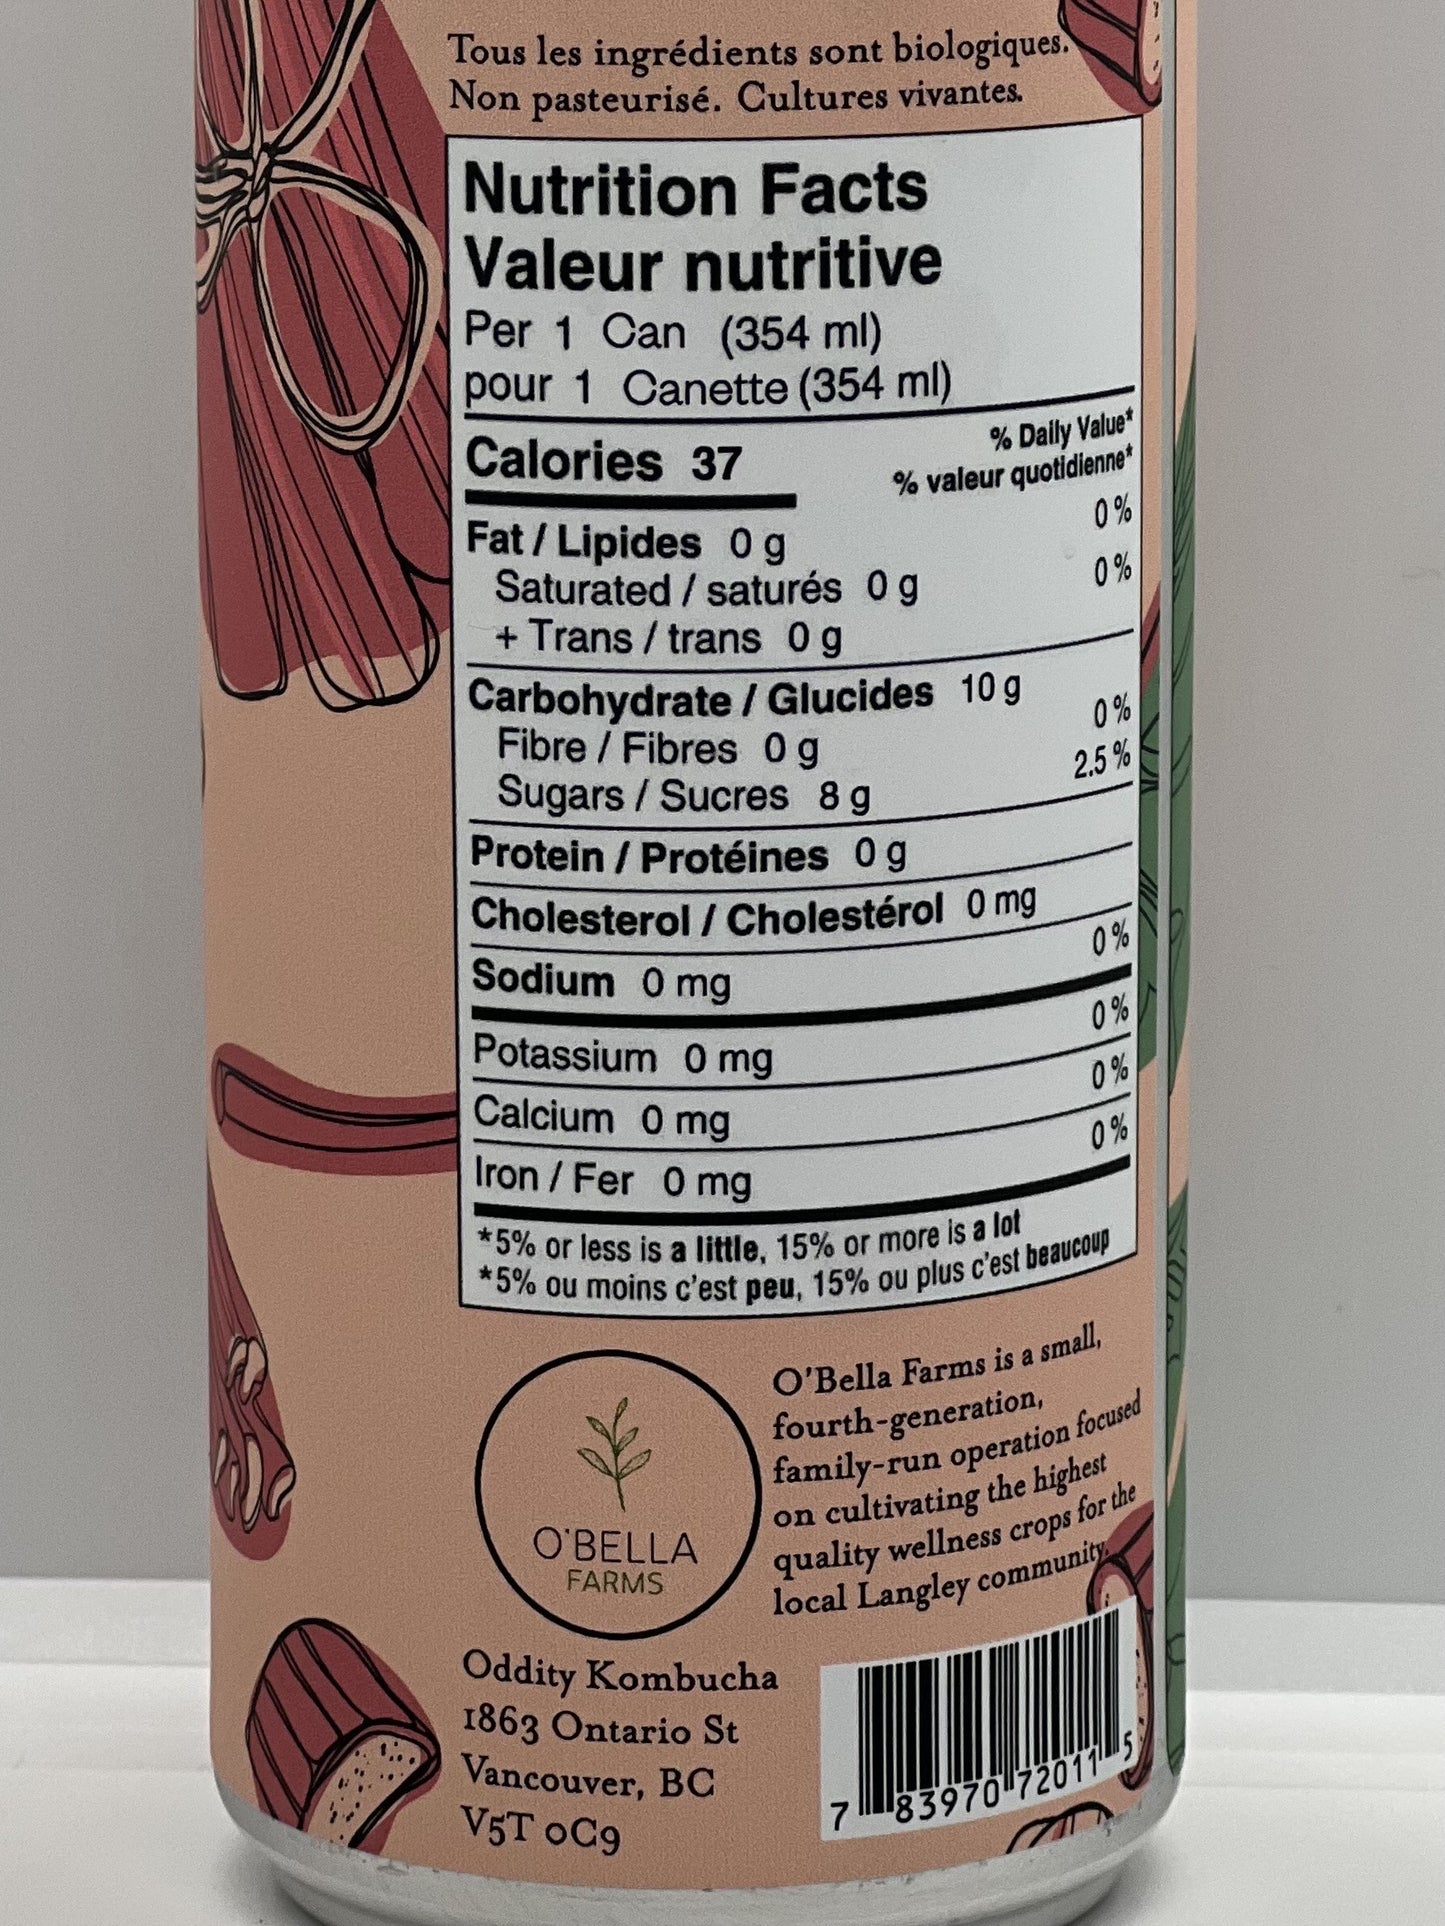 Tous les ingrédients sont biologiques.
Non pasteurisé. Cultures vivantes.
Nutrition Facts
Valeur nutritive
Per 1 Can (354 ml)
pour 1 Canette (354 ml)
% Daily Value*
Calories 37
% valeur quotidienne*
Fat / Lipides 0 g 0 %
Saturated / saturés 0 g 0 %
+ Trans / trans 0 g
Carbohydrate / Glucides 10 g
Fibre / Fibres 0 g 0 %
Sugars / Sucres 8 g 2.5 %
Protein / Protéines 0 g
Cholesterol / Cholestérol 0 mg
Sodium 0 mg 0 %
Potassium 0 mg 0 %
Calcium 0 mg 0 %
Iron / Fer 0 mg 0 %
*5% or less is a little, 15% or more is a lot
*5% ou moins c'est peu, 15% ou plus c'est beaucoup
O'BELLA
FARMS
O'Bella Farms is a small,
fourth-generation,
family-run operation focused
on cultivating the highest
quality wellness crops for the
local Langley community.
Oddity Kombucha
1863 Ontario St
Vancouver, BC
V5T 0C9
7 83970 72011 5